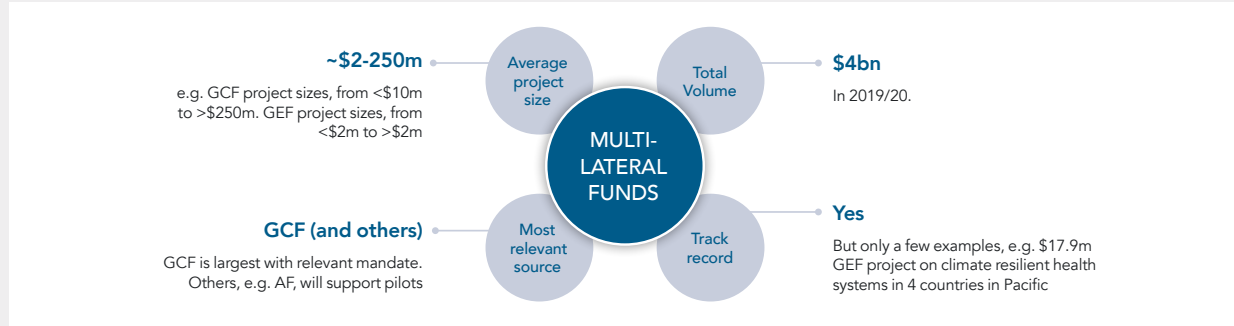 ~$2-250m
e.g. GCF project sizes, from <$10m
to >$250m. GEF project sizes, from
<$2m to >$2m
Average
project
size
Total
Volume
$4bn
In 2019/20.
MULTI-
LATERAL
FUNDS
GCF (and others)
GCF is largest with relevant mandate.
Others, e.g. AF, will support pilots
Most
relevant
source
Track
record
Yes
But only a few examples, e.g. $17.9m
GEF project on climate resilient health
systems in 4 countries in Pacific